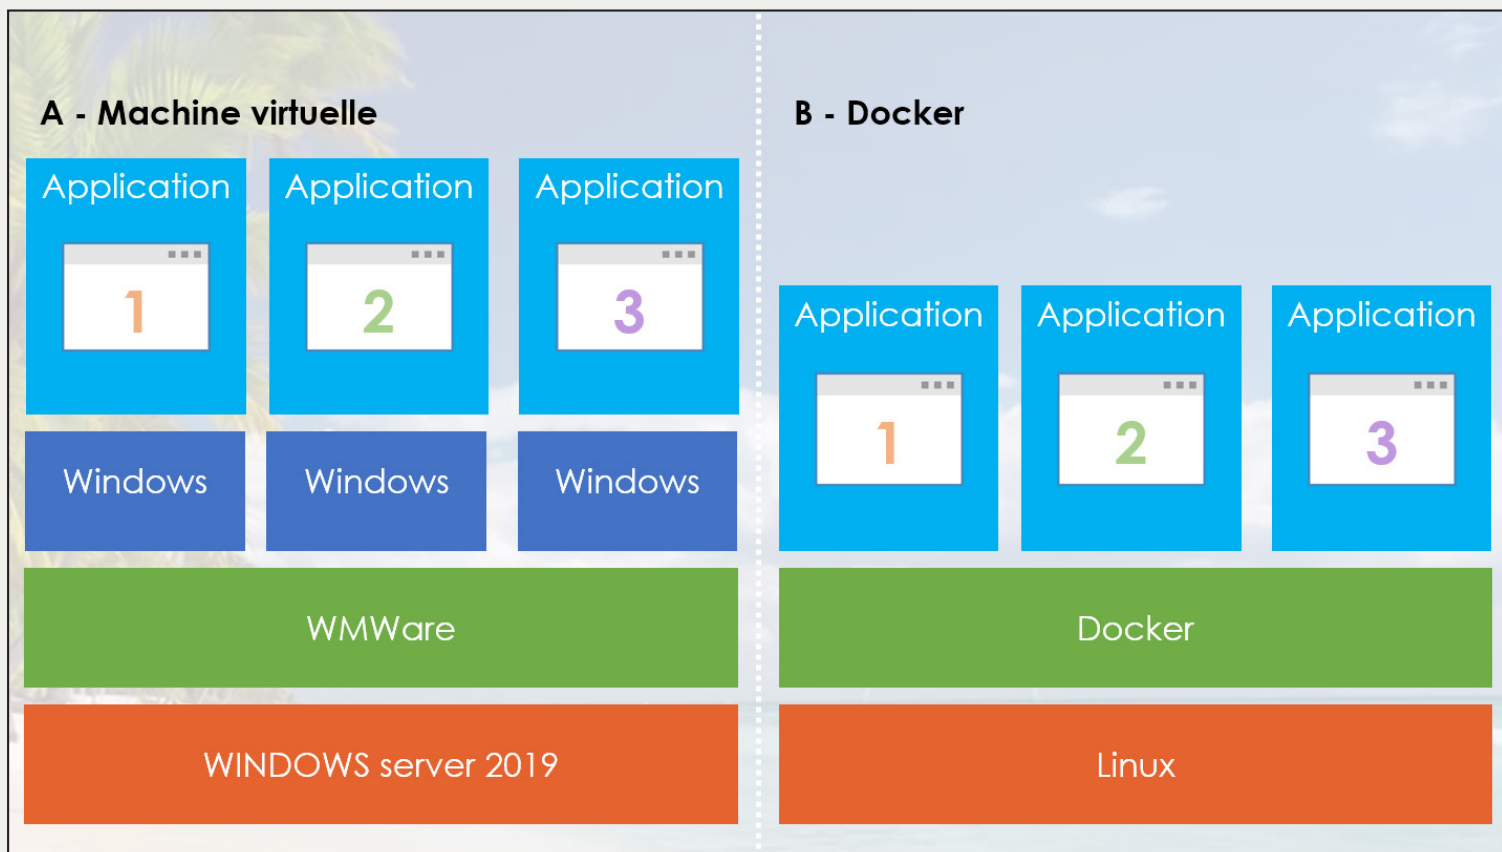 A - Machine virtuelle
Application
Application
Application
1
2
3
Windows
Windows
Windows
WMWare
WINDOWS server 2019
B - Docker
Application
Application
Application
1
2
3
Docker
Linux